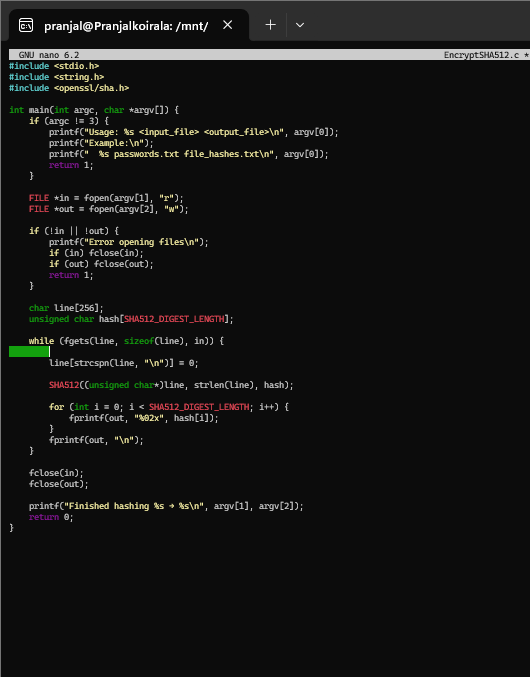 pranjal@Pranjalkoirala: /mnt/
GNU nano 6.2 EncryptSHA512.c *
#include <stdio.h>
#include <string.h>
#include <openssl/sha.h>

int main(int argc, char *argv[]) {
    if (argc != 3) {
        printf("Usage: %s <input_file> <output_file>\n", argv[0]);
        printf("Example:\n");
        printf("  %s passwords.txt file_hashes.txt\n", argv[0]);
        return 1;
    }

    FILE *in = fopen(argv[1], "r");
    FILE *out = fopen(argv[2], "w");

    if (!in || !out) {
        printf("Error opening files\n");
        if (in) fclose(in);
        if (out) fclose(out);
        return 1;
    }

    char line[256];
    unsigned char hash[SHA512_DIGEST_LENGTH];

    while (fgets(line, sizeof(line), in)) {

        line[strcspn(line, "\n")] = 0;

        SHA512((unsigned char*)line, strlen(line), hash);

        for (int i = 0; i < SHA512_DIGEST_LENGTH; i++) {
            fprintf(out, "%02x", hash[i]);
        }
        fprintf(out, "\n");
    }

    fclose(in);
    fclose(out);

    printf("Finished hashing %s → %s\n", argv[1], argv[2]);
    return 0;
}